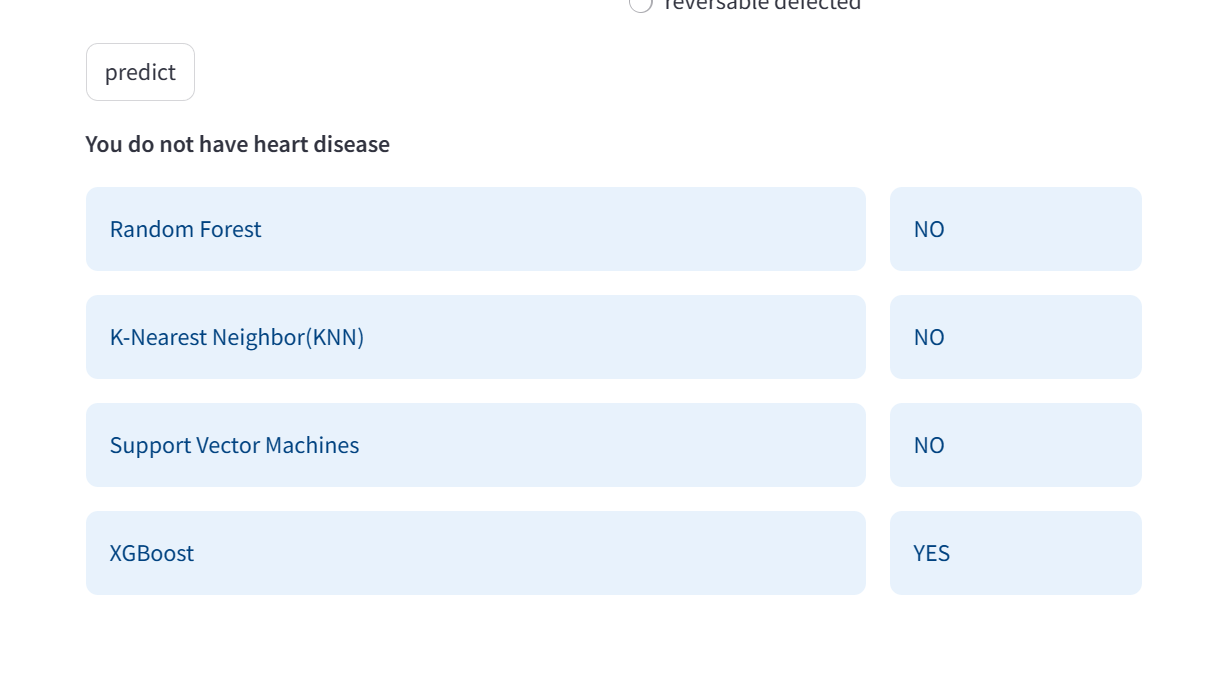 reversable defected
predict
You do not have heart disease
Random Forest
NO
K-Nearest Neighbor(KNN)
NO
Support Vector Machines
NO
XGBoost
YES